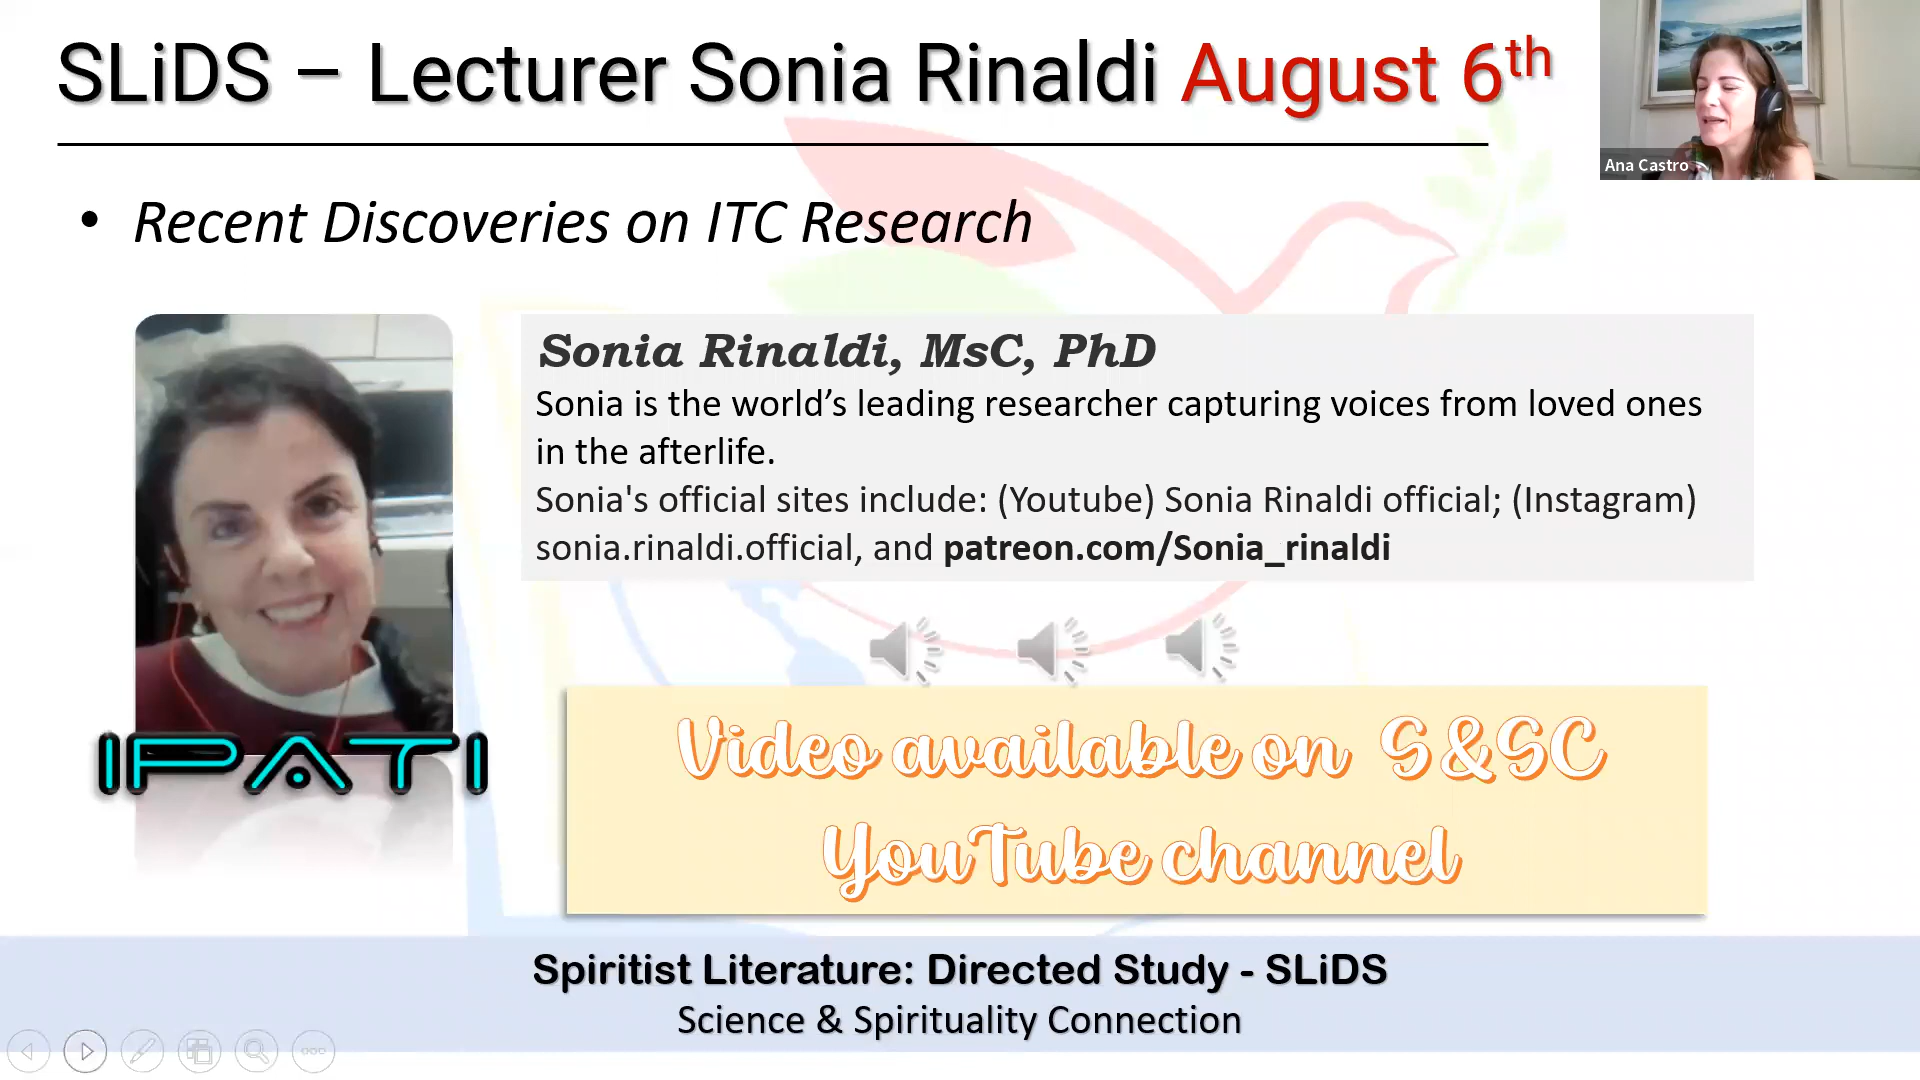 SLiDS – Lecturer Sonia Rinaldi August 6th
Ana Castro
• Recent Discoveries on ITC Research
Sonia Rinaldi, MsC, PhD
Sonia is the world’s leading researcher capturing voices from loved ones
in the afterlife.
Sonia's official sites include: (Youtube) Sonia Rinaldi official; (Instagram)
sonia.rinaldi.official, and patreon.com/Sonia_rinaldi
IPATI
Video available on S&SC
YouTube channel
Spiritist Literature: Directed Study - SLiDS
Science & Spirituality Connection